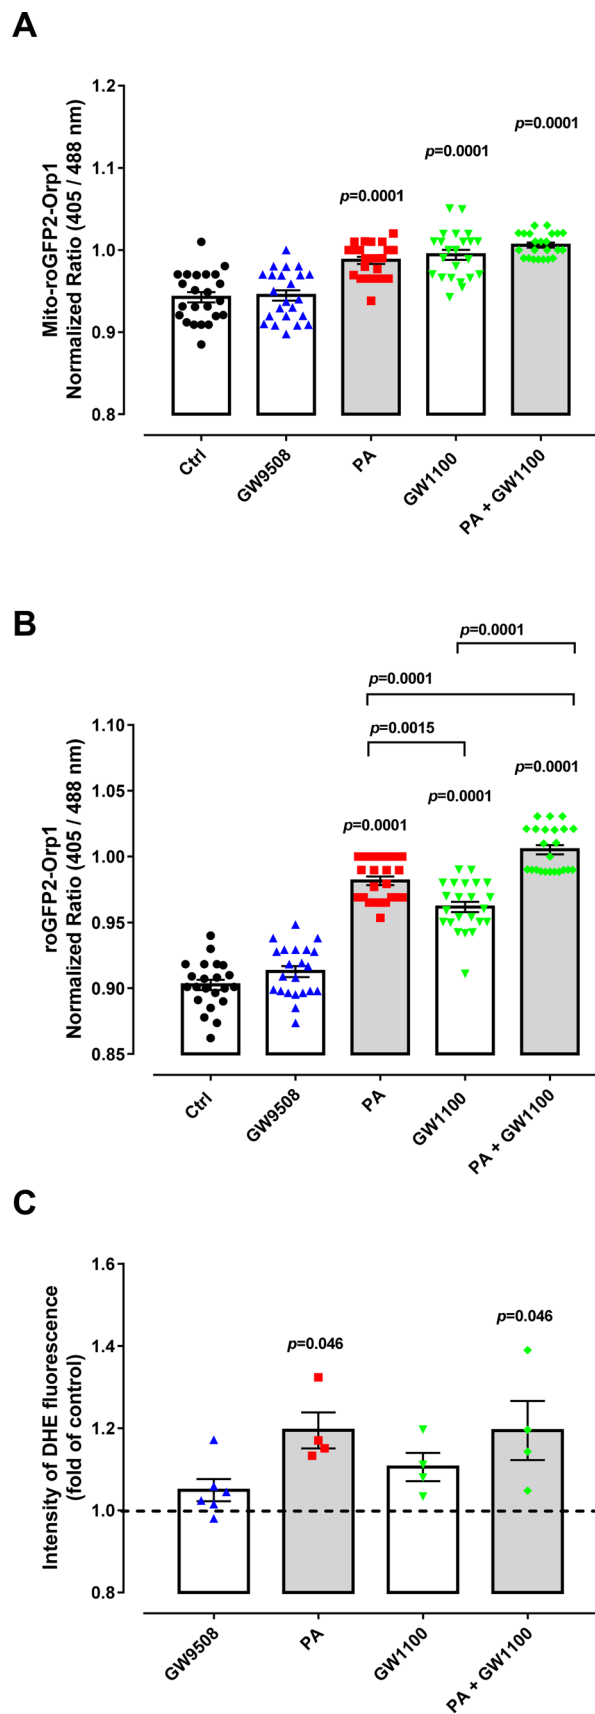 A
Mito-roGFP2-Orp1
Normalized Ratio (405 / 488 nm)
1.2
1.1
1.0
0.9
0.8
p=0.0001
p=0.0001
p=0.0001
Ctrl
GW9508
PA
GW1100
PA + GW1100
B
roGFP2-Orp1
Normalized Ratio (405 / 488 nm)
1.10
1.05
1.00
0.95
0.90
0.85
p=0.0001
p=0.0001
p=0.0015
p=0.0001
p=0.0001
p=0.0001
Ctrl
GW9508
PA
GW1100
PA + GW1100
C
Intensity of DHE fluorescence
(fold of control)
1.6
1.4
1.2
1.0
0.8
p=0.046
p=0.046
GW9508
PA
GW1100
PA + GW1100